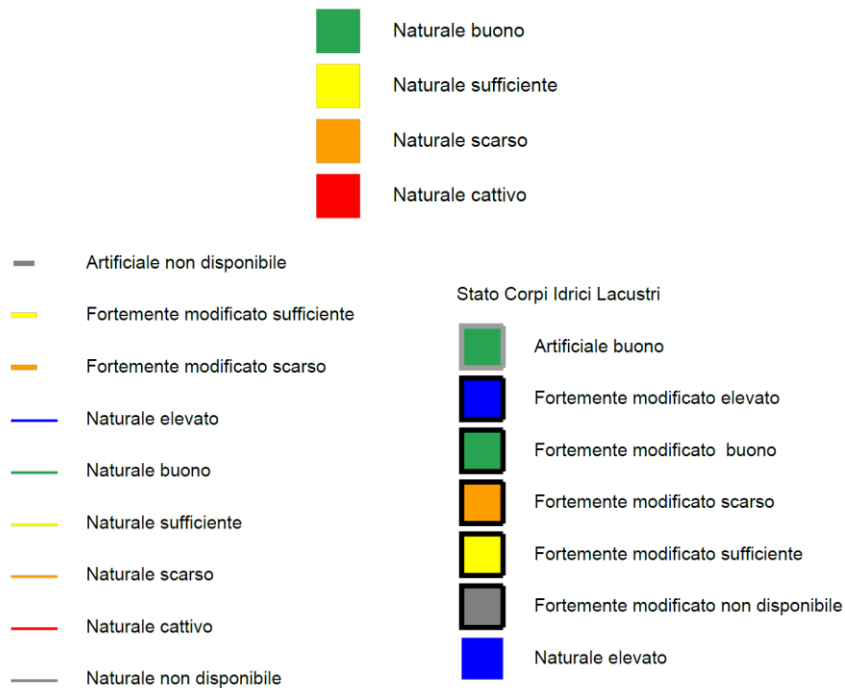 Naturale buono
Naturale sufficiente
Naturale scarso
Naturale cattivo
Artificiale non disponibile
Fortemente modificato sufficiente
Fortemente modificato scarso
Naturale elevato
Naturale buono
Naturale sufficiente
Naturale scarso
Naturale cattivo
Naturale non disponibile
Stato Corpi Idrici Lacustri
Artificiale buono
Fortemente modificato elevato
Fortemente modificato  buono
Fortemente modificato scarso
Fortemente modificato sufficiente
Fortemente modificato non disponibile
Naturale elevato